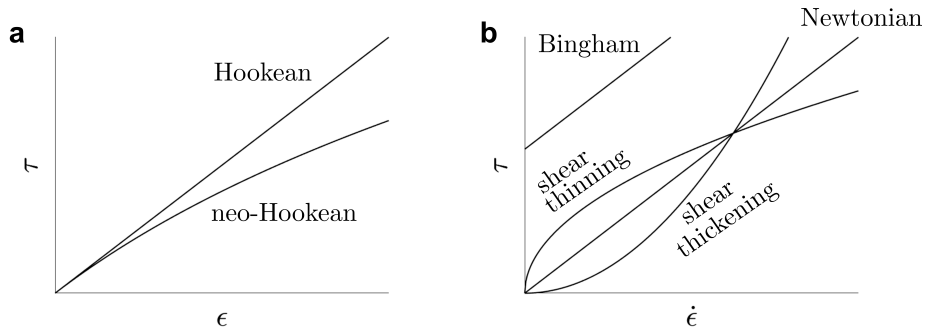 a
Hookean
neo-Hookean
τ
ϵ
b
Newtonian
Bingham
shear
thinning
shear
thickening
τ
ϵ̇